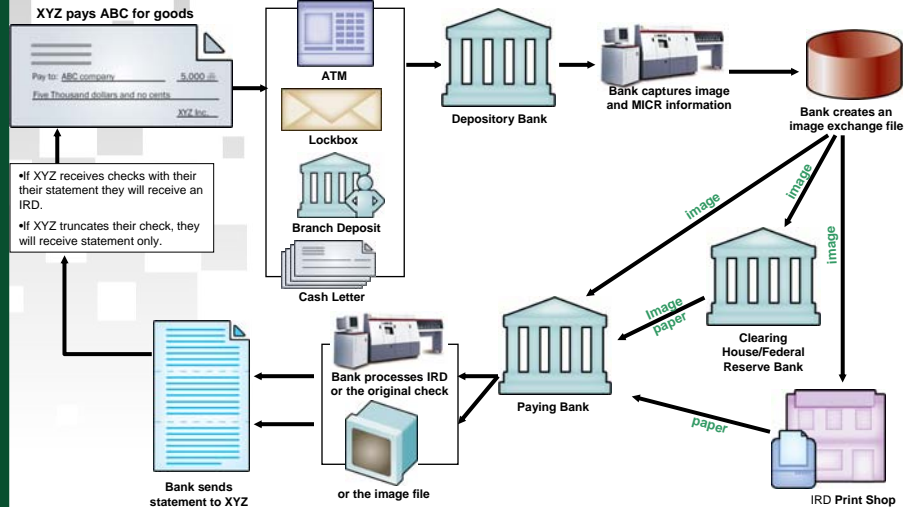 XYZ pays ABC for goods
Pay to: ABC company 5,000
Five Thousand dollars and no cents
XYZ Inc.
ATM
Lockbox
Branch Deposit
Cash Letter
Depository Bank
Bank captures image
and MICR information
Bank creates an
image exchange file
image
image
image
Clearing
House/Federal
Reserve Bank
Image
paper
paper
IRD Print Shop
Paying Bank
Bank processes IRD
or the original check
or the image file
Bank sends
statement to XYZ
•If XYZ receives checks with their
their statement they will receive an
IRD.
•If XYZ truncates their check, they
will receive statement only.